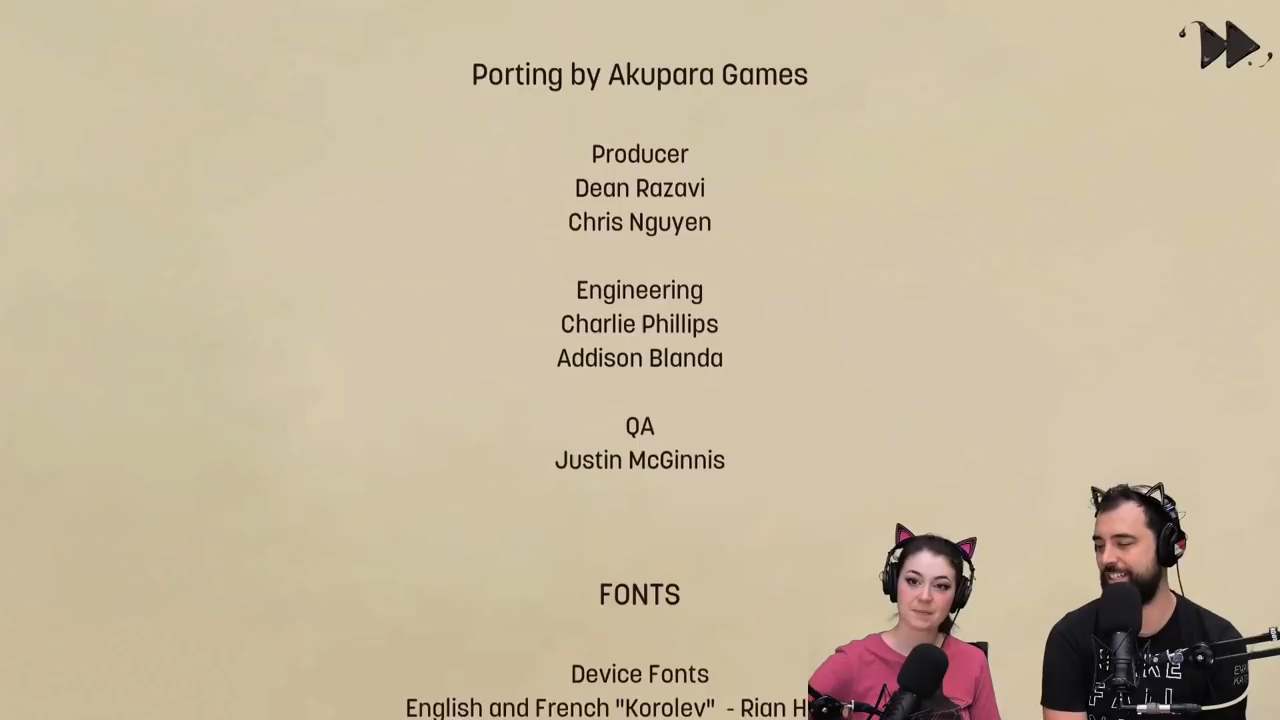 Porting by Akupara Games
Producer
Dean Razavi
Chris Nguyen
Engineering
Charlie Phillips
Addison Blanda
QA
Justin McGinnis
FONTS
Device Fonts
English and French "Korolev" - Rian